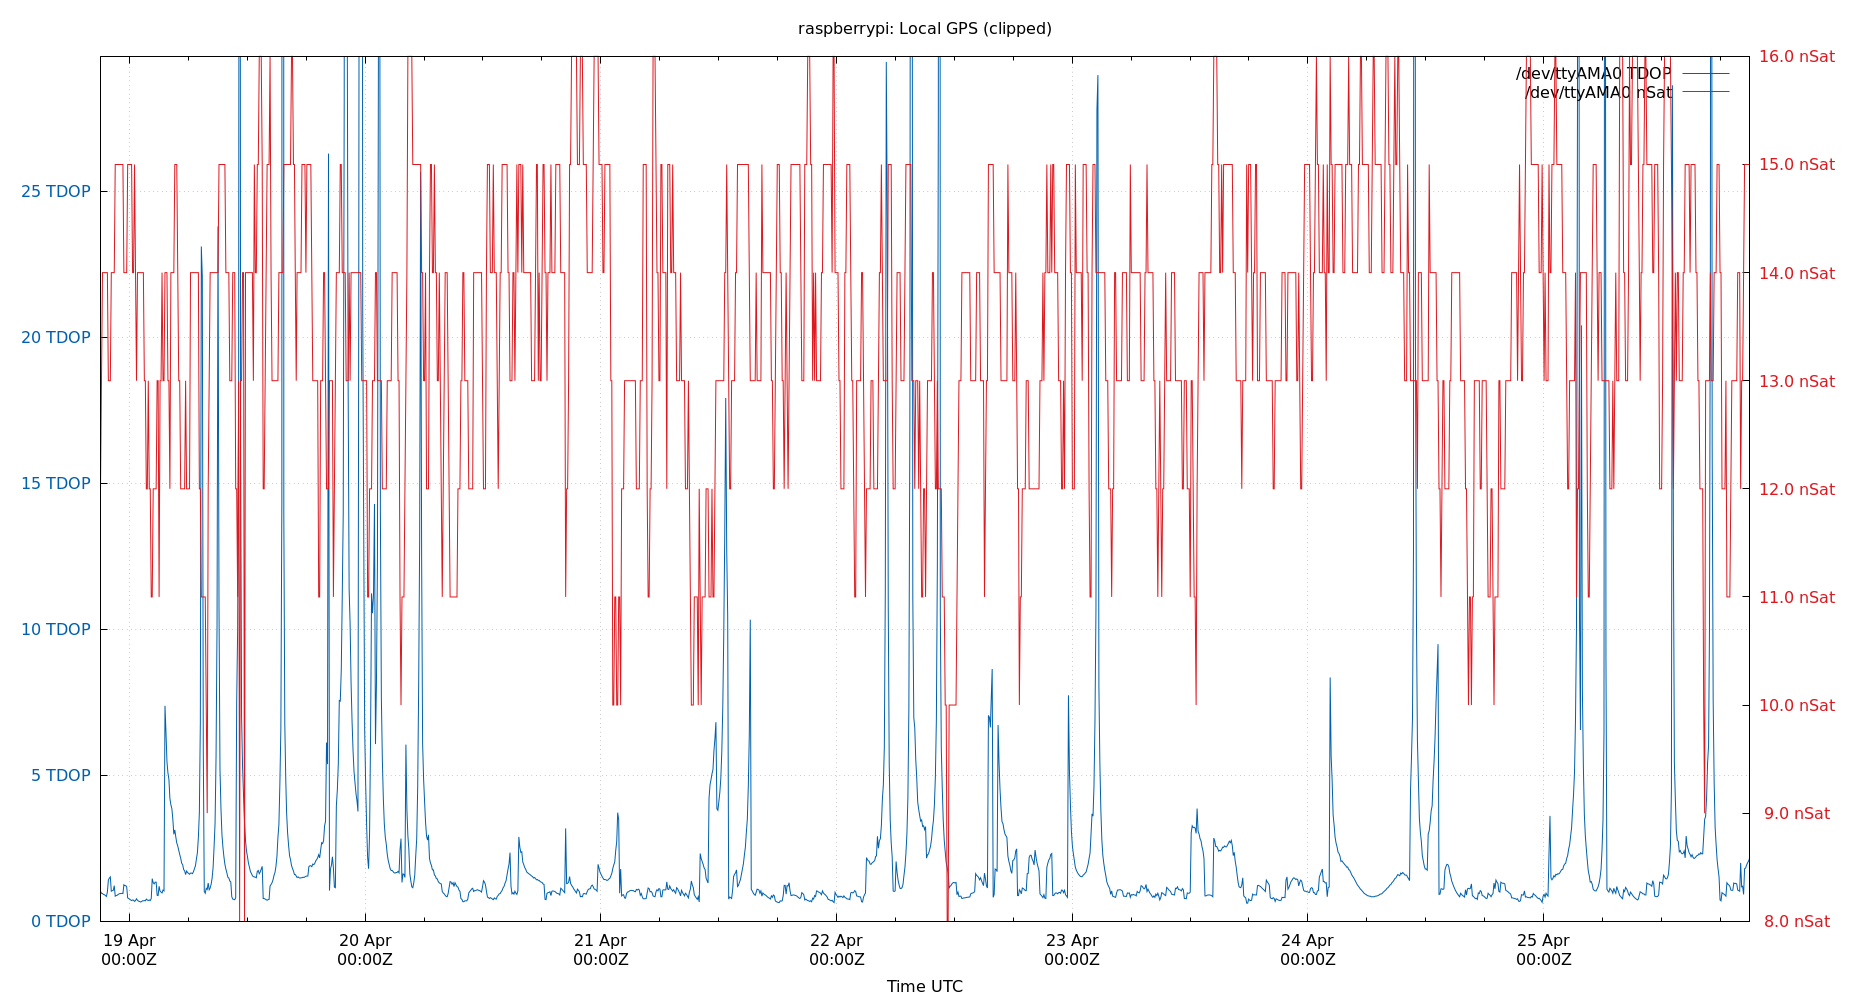 raspberrypi: Local GPS (clipped)
16.0 nSat
/dev/ttyAMA0 TDOP
/dev/ttyAMA0 nSat
15.0 nSat
25 TDOP
14.0 nSat
20 TDOP
13.0 nSat
15 TDOP
12.0 nSat
10 TDOP
11.0 nSat
10.0 nSat
5 TDOP
9.0 nSat
0 TDOP
8.0 nSat
19 Apr 20 Apr 21 Apr 22 Apr 23 Apr 24 Apr 25 Apr
00:00Z 00:00Z 00:00Z 00:00Z 00:00Z 00:00Z 00:00Z
Time UTC